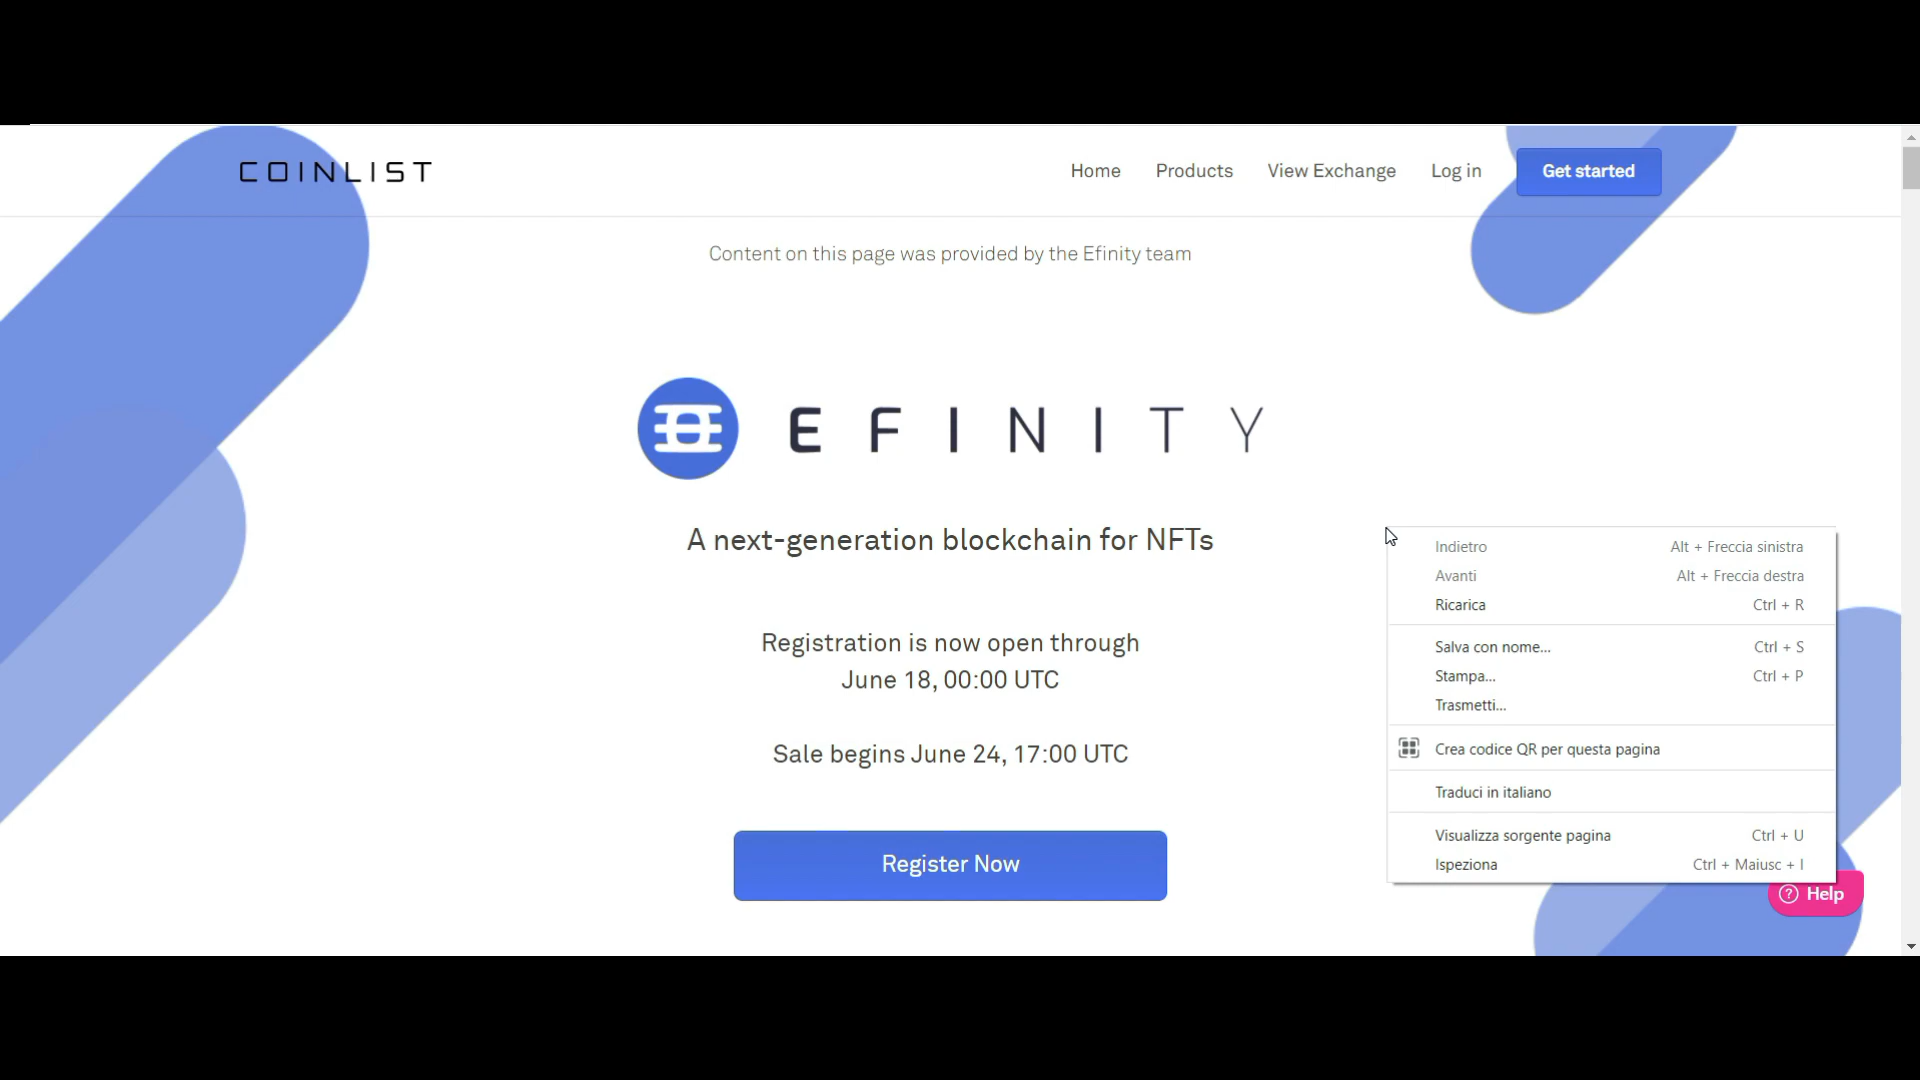 COINLIST
Home Products View Exchange Log in Get started
Content on this page was provided by the Efinity team
EFINITY
A next-generation blockchain for NFTs
Registration is now open through
June 18, 00:00 UTC
Sale begins June 24, 17:00 UTC
Register Now
Indietro Alt + Freccia sinistra
Avanti Alt + Freccia destra
Ricarica Ctrl + R
Salva con nome... Ctrl + S
Stampa... Ctrl + P
Trasmetti...
Crea codice QR per questa pagina
Traduci in italiano
Visualizza sorgente pagina Ctrl + U
Ispeziona Ctrl + Maiusc + I
Help